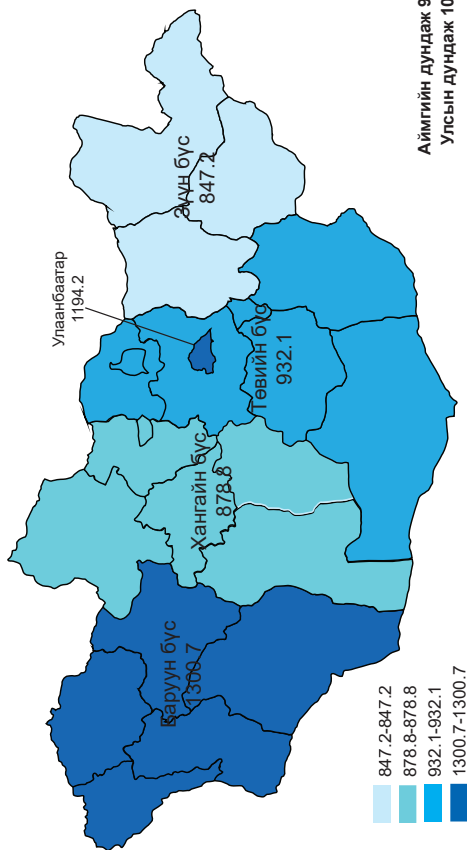 Улаанбаатар
1194.2
Баруун бүс
1300.7
Хангайн бүс
878.8
Төвийн бүс
932.1
Зүүн бүс
847.2
847.2-847.2
878.8-878.8
932.1-932.1
1300.7-1300.7
Аймгийн дундаж 9
Улсын дундаж 10